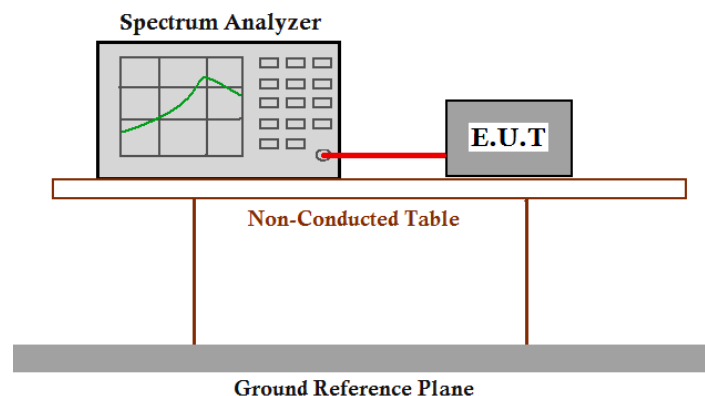 Spectrum Analyzer
E.U.T
Non-Conducted Table
Ground Reference Plane